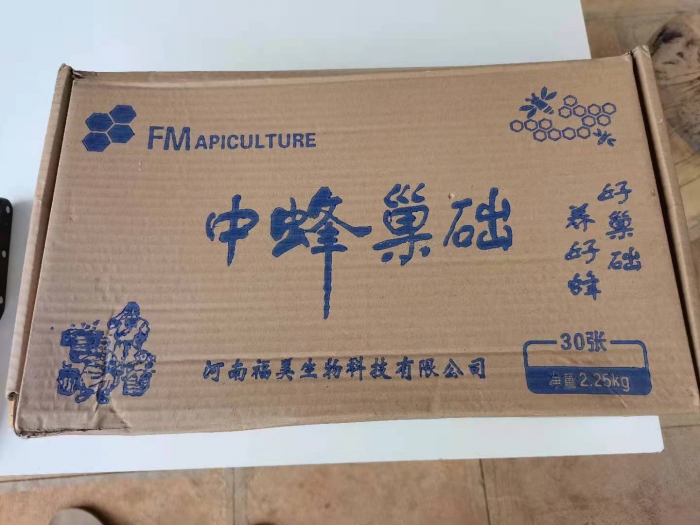 FM APICULTURE
中蜂巢础
好巢础
养好蜂
河南福美生物科技有限公司
30张
净重2.25kg